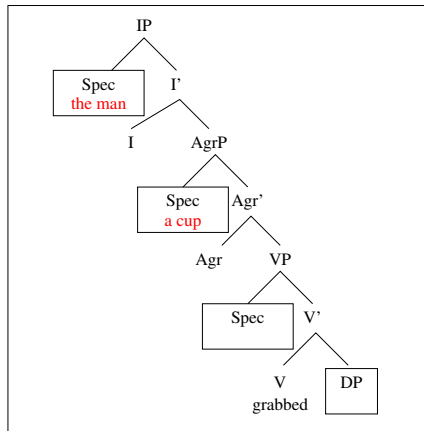 IP
Spec
the man
I'
I
AgrP
Spec
a cup
Agr'
Agr
VP
Spec
V'
V
grabbed
DP